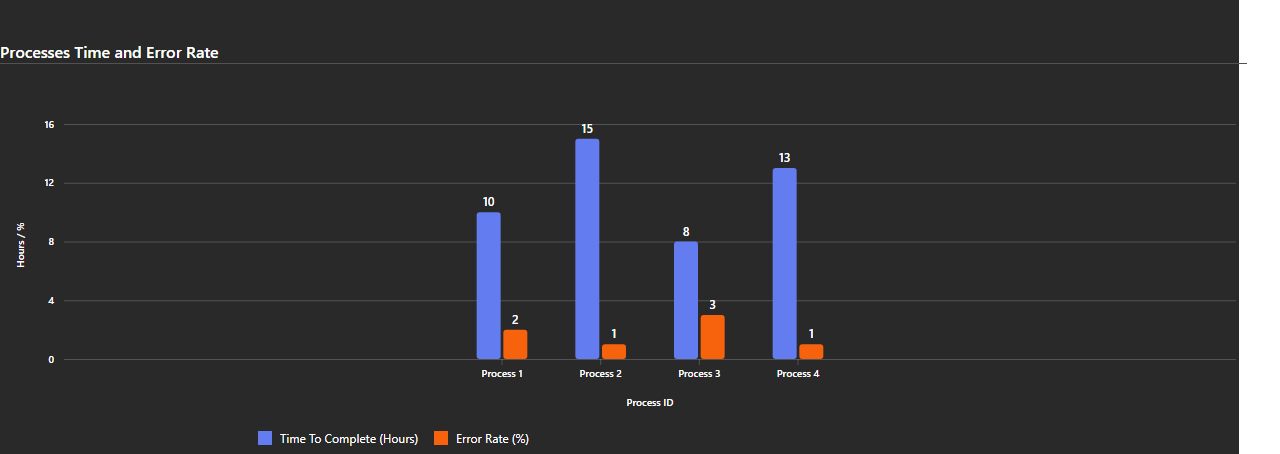 Processes Time and Error Rate
16
12
8
4
0
Hours / %
10
2
15
1
8
3
13
1
Process 1
Process 2
Process 3
Process 4
Process ID
Time To Complete (Hours)
Error Rate (%)